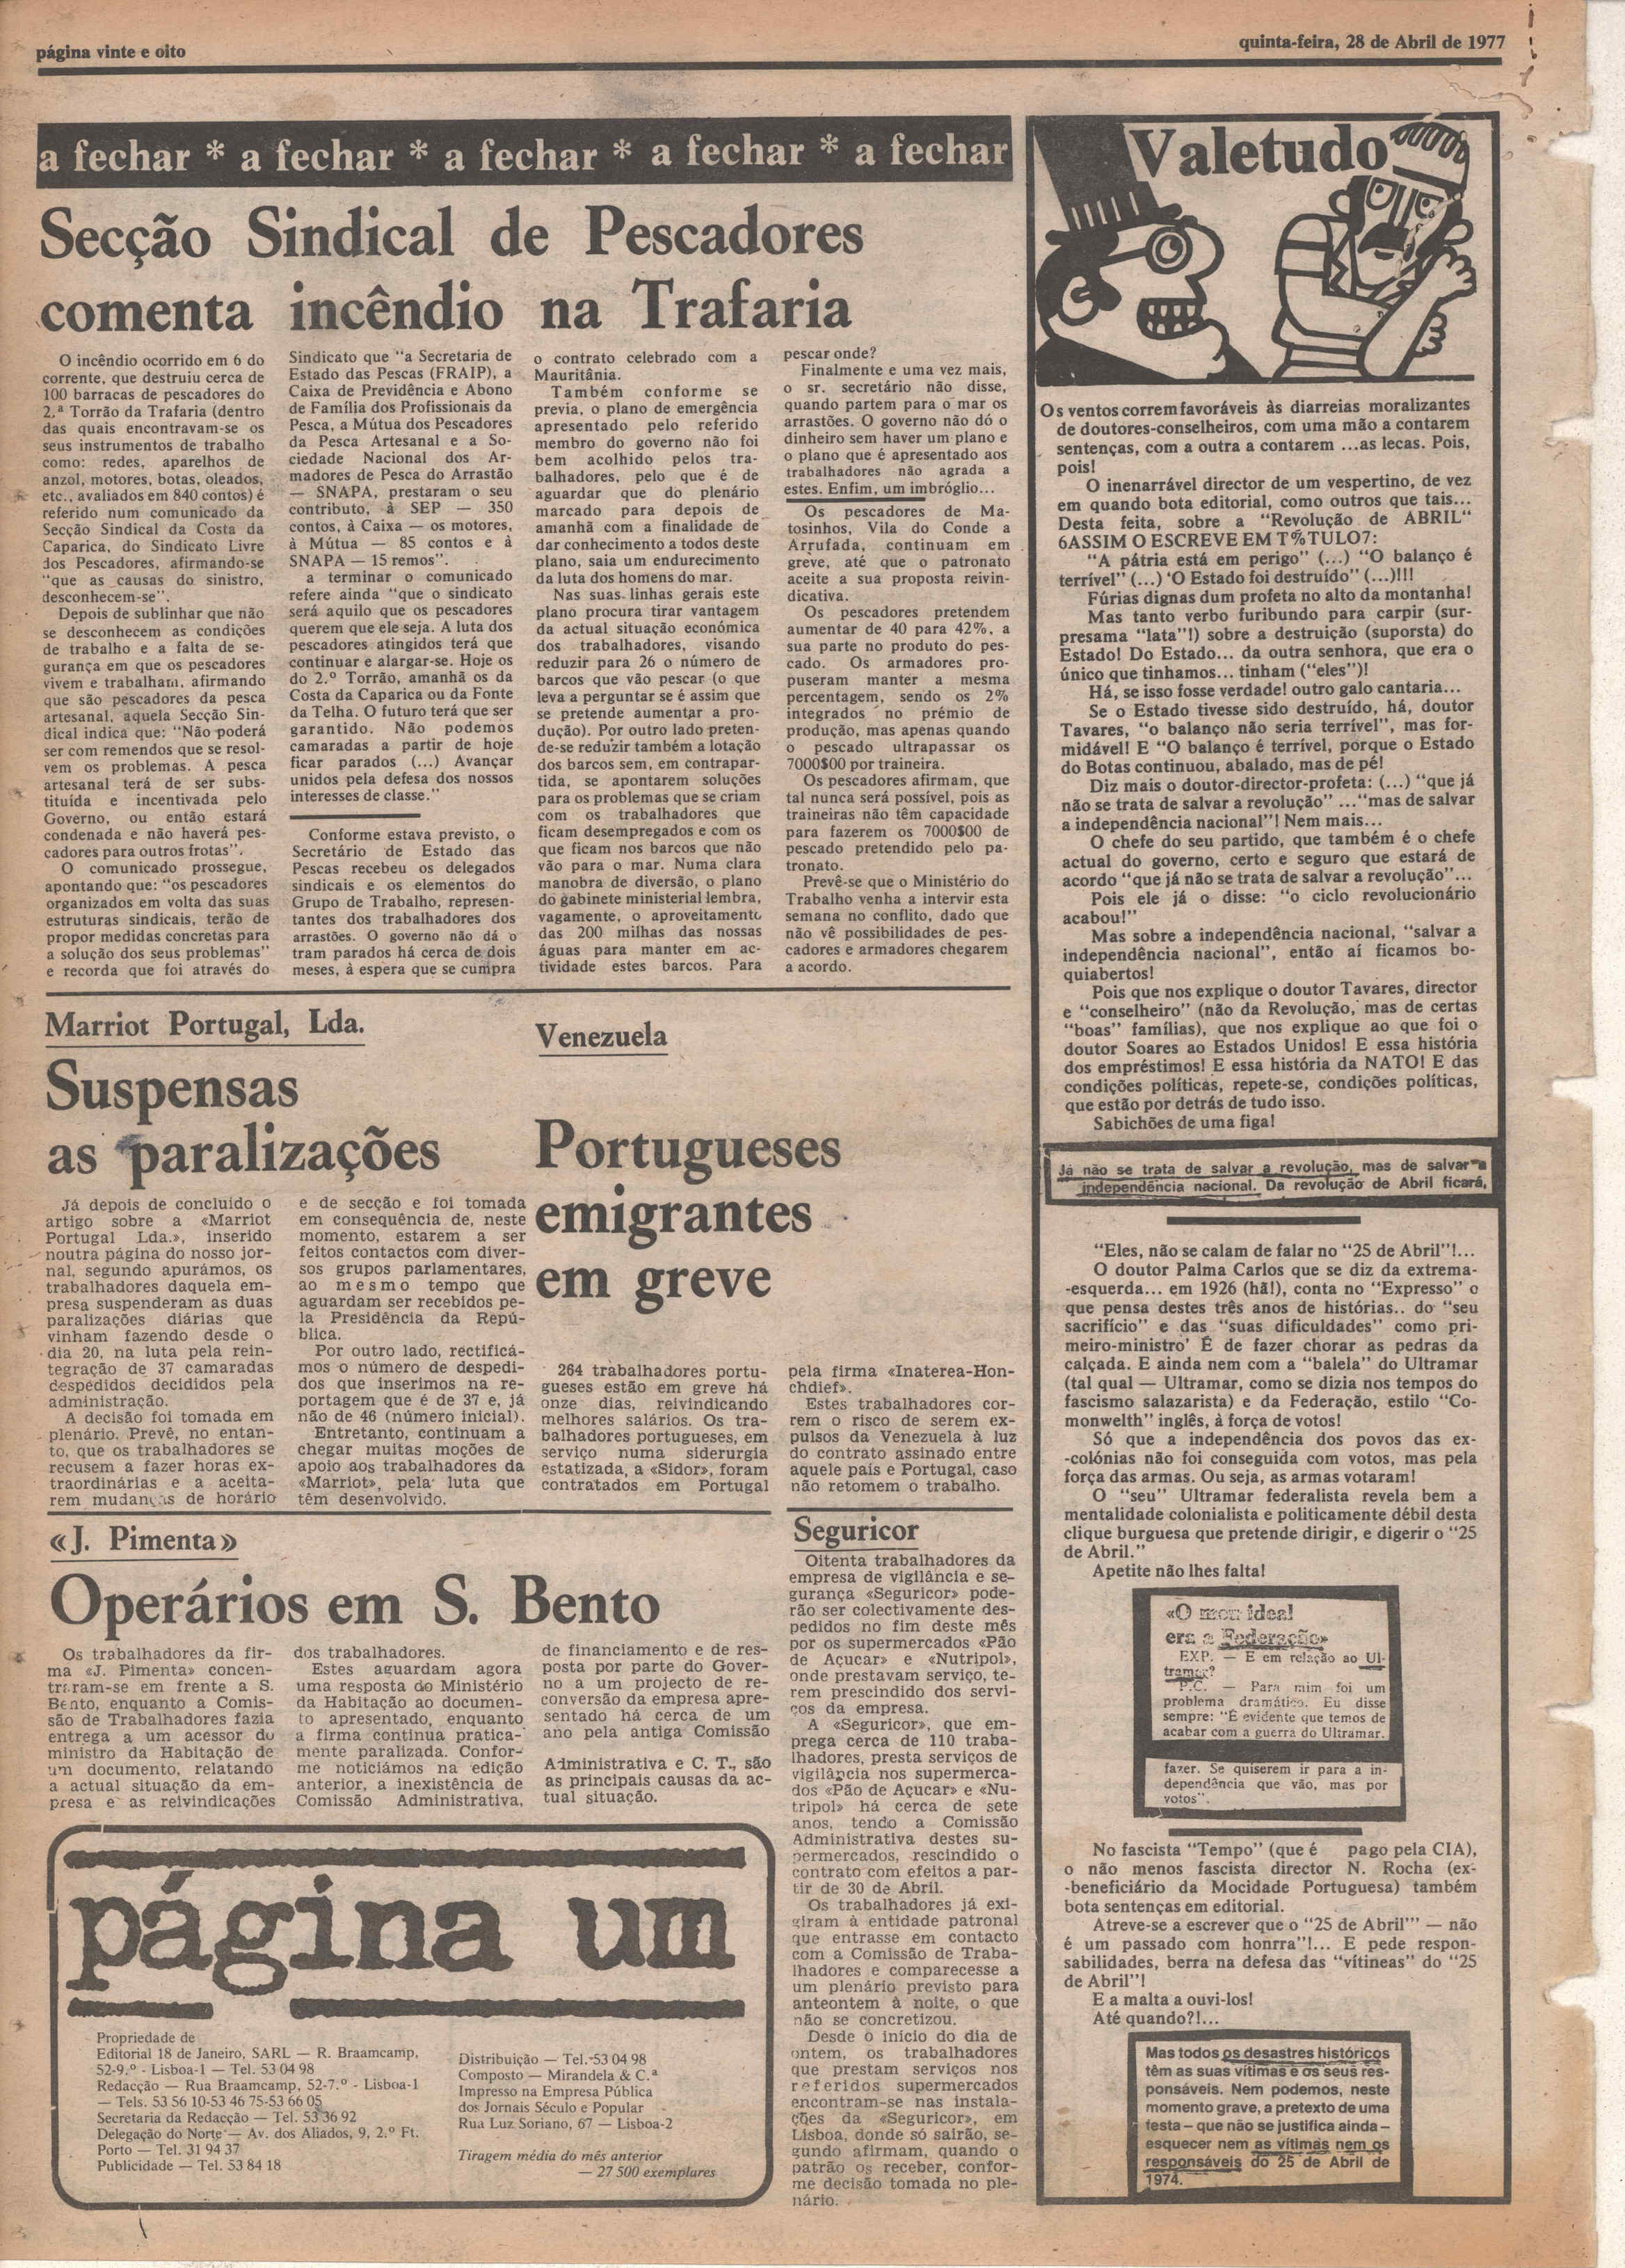 página vinte e oito
quinta-feira, 28 de Abril de 1977
a fechar * a fechar * a fechar * a fechar * a fechar
Secção Sindical de Pescadores
comenta incêndio na Trafaria
O incêndio ocorrido em 6 do
corrente, que destruiu cerca de
100 barracas de pescadores do
2.ª Torrão da Trafaria (dentro
das quais encontravam-se os
seus instrumentos de trabalho
como: redes, aparelhos de
anzol, motores, botas, oleados,
etc., avaliados em 840 contos) é
referido num comunicado da
Secção Sindical da Costa da
Caparica, do Sindicato Livre
dos Pescadores, afirmando-se
"que as causas do sinistro,
desconhecem-se".
Depois de sublinhar que não
se desconhecem as condições
de trabalho e a falta de se-
gurança em que os pescadores
vivem e trabalham, afirmando
que são pescadores da pesca
artesanal, aquela Secção Sin-
dical indica que: "Não poderá
ser com remendos que se resol-
vem os problemas. A pesca
artesanal terá de ser subs-
tituída e incentivada pelo
Governo, ou então estará
condenada e não haverá pes-
cadores para outros frotas".
O comunicado prossegue,
apontando que: "os pescadores
organizados em volta das suas
estruturas sindicais, terão de
propor medidas concretas para
a solução dos seus problemas"
e recorda que foi através do
Sindicato que "a Secretaria de
Estado das Pescas (FRAIP), a
Caixa de Previdência e Abono
de Família dos Profissionais da
Pesca, a Mútua dos Pescadores
da Pesca Artesanal e a So-
ciedade Nacional dos Ar-
madores de Pesca do Arrastão
— SNAPA, prestaram o seu
contributo, à SEP — 350
contos, à Caixa — os motores,
à Mútua — 85 contos e à
SNAPA — 15 remos".
a terminar o comunicado
refere ainda "que o sindicato
será aquilo que os pescadores
querem que ele seja. A luta dos
pescadores atingidos terá que
continuar e alargar-se. Hoje os
do 2.º Torrão, amanhã os da
Costa da Caparica ou da Fonte
da Telha. O futuro terá que ser
garantido. Não podemos
camaradas a partir de hoje
ficar parados (...) Avançar
unidos pela defesa dos nossos
interesses de classe."
Conforme estava previsto, o
Secretário de Estado das
Pescas recebeu os delegados
sindicais e os elementos do
Grupo de Trabalho, represen-
tantes dos trabalhadores dos
arrastões. O governo não dá o
tram parados há cerca de dois
meses, à espera que se cumpra
o contrato celebrado com a
Mauritânia.
Também conforme se
previa, o plano de emergência
apresentado pelo referido
membro do governo não foi
bem acolhido pelos tra-
balhadores, pelo que é de
aguardar que do plenário
marcado para depois de
amanhã com a finalidade de
dar conhecimento a todos deste
plano, saia um endurecimento
da luta dos homens do mar.
Nas suas linhas gerais este
plano procura tirar vantagem
da actual situação económica
dos trabalhadores, visando
reduzir para 26 o número de
barcos que vão pescar (o que
leva a perguntar se é assim que
se pretende aumentar a pro-
dução). Por outro lado preten-
de-se reduzir também a lotação
dos barcos sem, em contrapar-
tida, se apontarem soluções
para os problemas que se criam
com os trabalhadores que
ficam desempregados e com os
que ficam nos barcos que não
vão para o mar. Numa clara
manobra de diversão, o plano
do gabinete ministerial lembra,
vagamente, o aproveitamento
das 200 milhas das nossas
águas para manter em ac-
tividade estes barcos. Para
pescar onde?
Finalmente e uma vez mais,
o sr. secretário não disse,
quando partem para o mar os
arrastões. O governo não dó o
dinheiro sem haver um plano e
o plano que é apresentado aos
trabalhadores não agrada a
estes. Enfim, um imbróglio...
Os pescadores de Ma-
tosinhos, Vila do Conde a
Arrufada, continuam em
greve, até que o patronato
aceite a sua proposta reivin-
dicativa.
Os pescadores pretendem
aumentar de 40 para 42%, a
sua parte no produto do pes-
cado. Os armadores pro-
puseram manter a mesma
percentagem, sendo os 2%
integrados no prémio de
produção, mas apenas quando
o pescado ultrapassar os
7000$00 por traineira.
Os pescadores afirmam, que
tal nunca será possível, pois as
traineiras não têm capacidade
para fazerem os 7000$00 de
pescado pretendido pelo pa-
tronato.
Prevê-se que o Ministério do
Trabalho venha a intervir esta
semana no conflito, dado que
não vê possibilidades de pes-
cadores e armadores chegarem
a acordo.
Marriot Portugal, Lda.
Suspensas
as paralizações
Já depois de concluído o
artigo sobre a «Marriot
Portugal Lda.», inserido
noutra página do nosso jor-
nal, segundo apurámos, os
trabalhadores daquela em-
presa suspenderam as duas
paralizações diárias que
vinham fazendo desde o
dia 20, na luta pela rein-
tegração de 37 camaradas
despedidos decididos pela
administração.
A decisão foi tomada em
plenário. Prevê, no entan-
to, que os trabalhadores se
recusem a fazer horas ex-
traordinárias e a aceita-
rem mudanças de horário
e de secção e foi tomada
em consequência de, neste
momento, estarem a ser
feitos contactos com diver-
sos grupos parlamentares,
ao mesmo tempo que
aguardam ser recebidos pe-
la Presidência da Repú-
blica.
Por outro lado, rectificá-
mos o número de despedi-
dos que inserimos na re-
portagem que é de 37 e, já
não de 46 (número inicial).
Entretanto, continuam a
chegar muitas moções de
apoio aos trabalhadores da
«Marriot», pela luta que
têm desenvolvido.
Venezuela
Portugueses
emigrantes
em greve
264 trabalhadores portu-
gueses estão em greve há
onze dias, reivindicando
melhores salários. Os tra-
balhadores portugueses, em
serviço numa siderurgia
estatizada, a «Sidor», foram
contratados em Portugal
pela firma «Inaterea-Hon-
chdief».
Estes trabalhadores cor-
rem o risco de serem ex-
pulsos da Venezuela à luz
do contrato assinado entre
aquele país e Portugal, caso
não retomem o trabalho.
«J. Pimenta»
Operários em S. Bento
Os trabalhadores da fir-
ma «J. Pimenta» concen-
traram-se em frente a S.
Bento, enquanto a Comis-
são de Trabalhadores fazia
entrega a um acessor do
ministro da Habitação de
um documento, relatando
a actual situação da em-
presa e as reivindicações
dos trabalhadores.
Estes aguardam agora
uma resposta do Ministério
da Habitação ao documen-
to apresentado, enquanto
a firma continua pratica-
mente paralizada. Confor-
me noticiámos na edição
anterior, a inexistência de
Comissão Administrativa,
de financiamento e de res-
posta por parte do Gover-
no a um projecto de re-
conversão da empresa apre-
sentado há cerca de um
ano pela antiga Comissão
Administrativa e C. T., são
as principais causas da ac-
tual situação.
Seguricor
Oitenta trabalhadores da
empresa de vigilância e se-
gurança «Seguricor» pode-
rão ser colectivamente des-
pedidos no fim deste mês
por os supermercados «Pão
de Açucar» e «Nutripol»,
onde prestavam serviço, te-
rem prescindido dos servi-
ços da empresa.
A «Seguricor», que em-
prega cerca de 110 traba-
lhadores, presta serviços de
vigilância nos supermerca-
dos «Pão de Açucar» e «Nu-
tripol» há cerca de sete
anos, tendo a Comissão
Administrativa destes su-
permercados, rescindido o
contrato com efeitos a par-
tir de 30 de Abril.
Os trabalhadores já exi-
giram à entidade patronal
que entrasse em contacto
com a Comissão de Traba-
lhadores e comparecesse a
um plenário previsto para
anteontem à noite, o que
não se concretizou.
Desde o início do dia de
ontem, os trabalhadores
que prestam serviços nos
referidos supermercados
encontram-se nas instala-
ções da «Seguricor», em
Lisboa, donde só sairão, se-
gundo afirmam, quando o
patrão os receber, confor-
me decisão tomada no ple-
nário.
página um
Propriedade de
Editorial 18 de Janeiro, SARL — R. Braamcamp,
52-9.º - Lisboa-1 — Tel. 53 04 98
Redacção — Rua Braamcamp, 52-7.º - Lisboa-1
— Tels. 53 56 10-53 46 75-53 66 05
Secretaria da Redacção — Tel. 53 36 92
Delegação do Norte — Av. dos Aliados, 9, 2.º Ft.
Porto — Tel. 31 94 37
Publicidade — Tel. 53 84 18
Distribuição — Tel. 53 04 98
Composto — Mirandela & C.ª
Impresso na Empresa Pública
dos Jornais Século e Popular
Rua Luz Soriano, 67 — Lisboa-2
Tiragem média do mês anterior
— 27 500 exemplares
Valetudo
Os ventos correm favoráveis às diarreias moralizantes
de doutores-conselheiros, com uma mão a contarem
sentenças, com a outra a contarem ...as lecas. Pois,
pois!
O inenarrável director de um vespertino, de vez
em quando bota editorial, como outros que tais...
Desta feita, sobre a "Revolução de ABRIL"
6ASSIM O ESCREVE EM T%TULO7:
"A pátria está em perigo" (...) "O balanço é
terrível" (...) 'O Estado foi destruído" (...)!!!
Fúrias dignas dum profeta no alto da montanha!
Mas tanto verbo furibundo para carpir (sur-
presama "lata"!) sobre a destruição (suporsta) do
Estado! Do Estado... da outra senhora, que era o
único que tinhamos... tinham ("eles")!
Há, se isso fosse verdade! outro galo cantaria...
Se o Estado tivesse sido destruído, há, doutor
Tavares, "o balanço não seria terrível", mas for-
midável! E "O balanço é terrível, porque o Estado
do Botas continuou, abalado, mas de pé!
Diz mais o doutor-director-profeta: (...) "que já
não se trata de salvar a revolução" ..."mas de salvar
a independência nacional"! Nem mais...
O chefe do seu partido, que também é o chefe
actual do governo, certo e seguro que estará de
acordo "que já não se trata de salvar a revolução"...
Pois ele já o disse: "o ciclo revolucionário
acabou!"
Mas sobre a independência nacional, "salvar a
independência nacional", então aí ficamos bo-
quiabertos!
Pois que nos explique o doutor Tavares, director
e "conselheiro" (não da Revolução, mas de certas
"boas" famílias), que nos explique ao que foi o
doutor Soares ao Estados Unidos! E essa história
dos empréstimos! E essa história da NATO! E das
condições políticas, repete-se, condições políticas,
que estão por detrás de tudo isso.
Sabichões de uma figa!
Já não se trata de salvar a revolução, mas de salvar a
independência nacional. Da revolução de Abril ficará,
"Eles, não se calam de falar no "25 de Abril"!...
O doutor Palma Carlos que se diz da extrema-
-esquerda... em 1926 (hã!), conta no "Expresso" o
que pensa destes três anos de histórias.. do "seu
sacrifício" e das "suas dificuldades" como pri-
meiro-ministro' É de fazer chorar as pedras da
calçada. E ainda nem com a "balela" do Ultramar
(tal qual — Ultramar, como se dizia nos tempos do
fascismo salazarista) e da Federação, estilo "Co-
monwelth" inglês, à força de votos!
Só que a independência dos povos das ex-
-colónias não foi conseguida com votos, mas pela
força das armas. Ou seja, as armas votaram!
O "seu" Ultramar federalista revela bem a
mentalidade colonialista e politicamente débil desta
clique burguesa que pretende dirigir, e digerir o "25
de Abril."
Apetite não lhes falta!
«O meu ideal
era a Federação»
EXP. — E em relação ao Ul-
tramar?
P.C. — Para mim foi um
problema dramático. Eu disse
sempre: "É evidente que temos de
acabar com a guerra do Ultramar.
fazer. Se quiserem ir para a in-
dependência que vão, mas por
votos".
No fascista "Tempo" (que é pago pela CIA),
o não menos fascista director N. Rocha (ex-
-beneficiário da Mocidade Portuguesa) também
bota sentenças em editorial.
Atreve-se a escrever que o "25 de Abril'" — não
é um passado com honrra"!... E pede respon-
sabilidades, berra na defesa das "vítineas" do "25
de Abril"!
E a malta a ouvi-los!
Até quando?!...
Mas todos os desastres históricos
têm as suas vítimas e os seus res-
ponsáveis. Nem podemos, neste
momento grave, a pretexto de uma
festa – que não se justifica ainda –
esquecer nem as vítimas nem os
responsáveis do 25 de Abril de
1974.